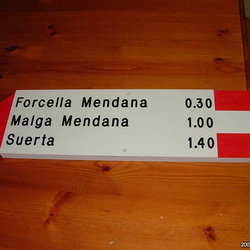 Forcella Mendana 0.30
Malga Mendana 1.00
Suerta 1.40